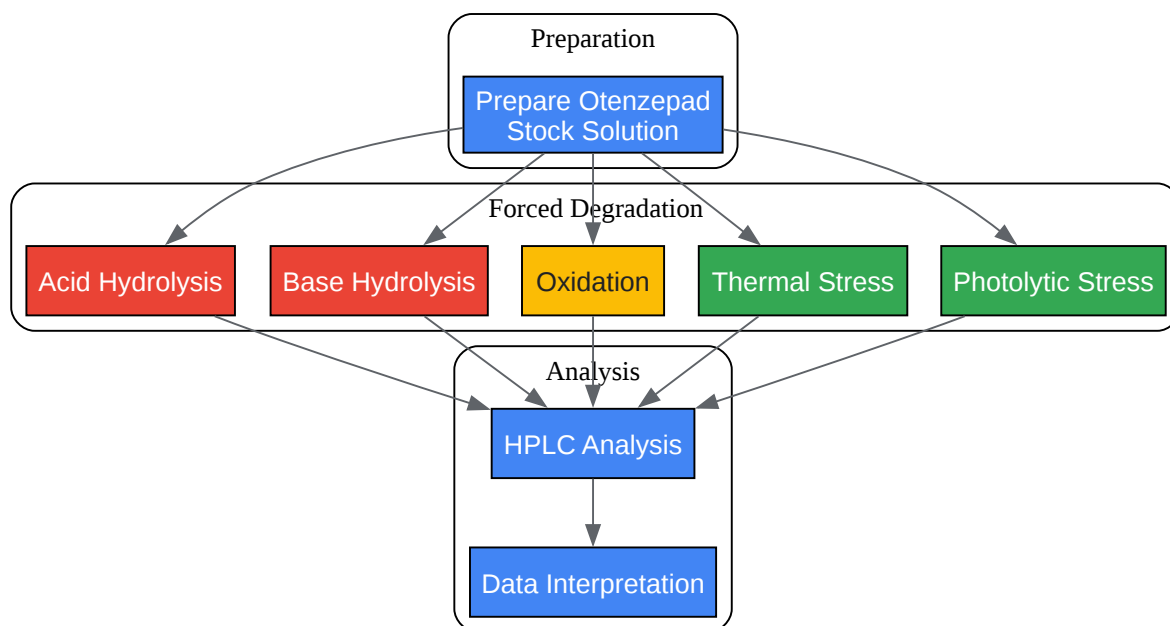 Preparation
Prepare Otenzepad
Stock Solution
Forced Degradation
Acid Hydrolysis
Base Hydrolysis
Oxidation
Thermal Stress
Photolytic Stress
Analysis
HPLC Analysis
Data Interpretation